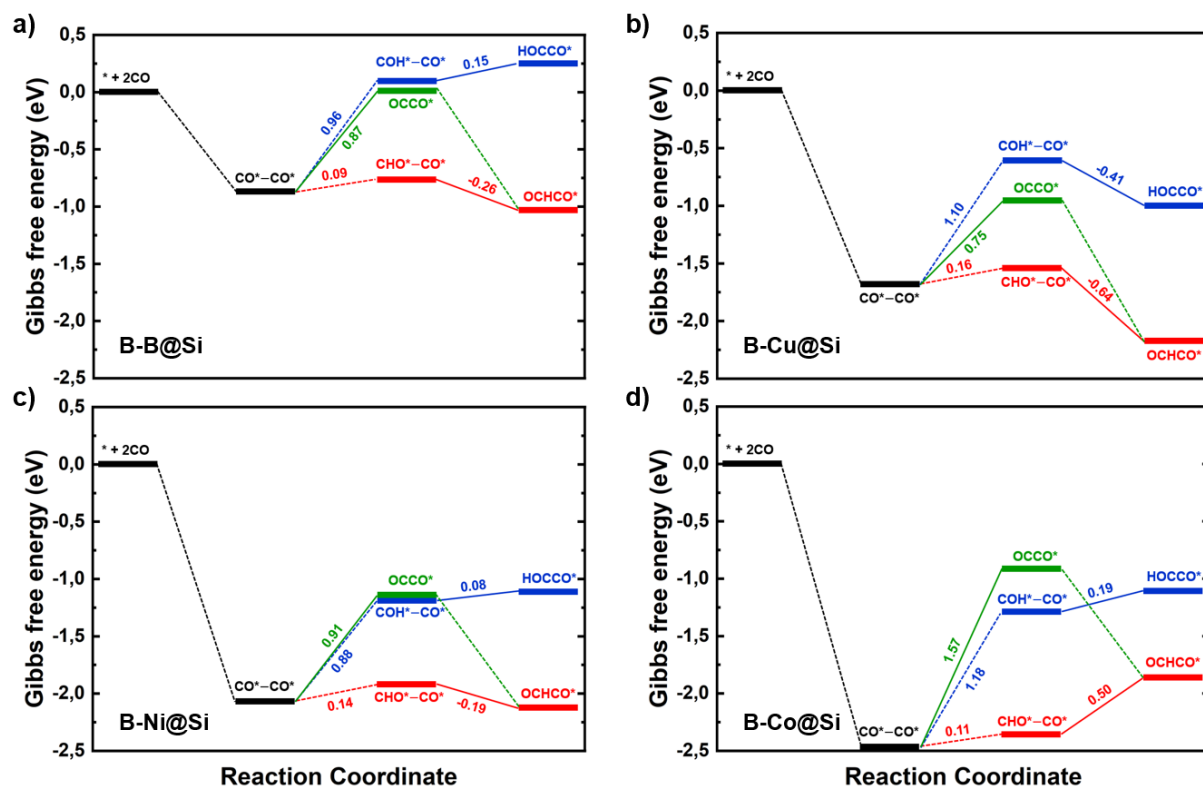 a)
0,5
0,0
-0,5
-1,0
-1,5
-2,0
-2,5
Gibbs free energy (eV)
* + 2CO
CO*–CO*
0.96
0.87
0.09
COH*–CO*
OCCO*
CHO*–CO*
0.15
-0.26
HOCCO*
OCHCO*
B-B@Si
b)
0,5
0,0
-0,5
-1,0
-1,5
-2,0
-2,5
Gibbs free energy (eV)
* + 2CO
CO*–CO*
1.10
0.75
0.16
COH*–CO*
OCCO*
CHO*–CO*
-0.41
-0.64
HOCCO*
OCHCO*
B-Cu@Si
c)
0,5
0,0
-0,5
-1,0
-1,5
-2,0
-2,5
Gibbs free energy (eV)
* + 2CO
CO*–CO*
0.91
0.88
0.14
OCCO*
COH*–CO*
CHO*–CO*
0.08
-0.19
HOCCO*
OCHCO*
B-Ni@Si
Reaction Coordinate
d)
0,5
0,0
-0,5
-1,0
-1,5
-2,0
-2,5
Gibbs free energy (eV)
* + 2CO
CO*–CO*
1.57
1.18
0.11
OCCO*
COH*–CO*
CHO*–CO*
0.19
0.50
HOCCO*
OCHCO*
B-Co@Si
Reaction Coordinate